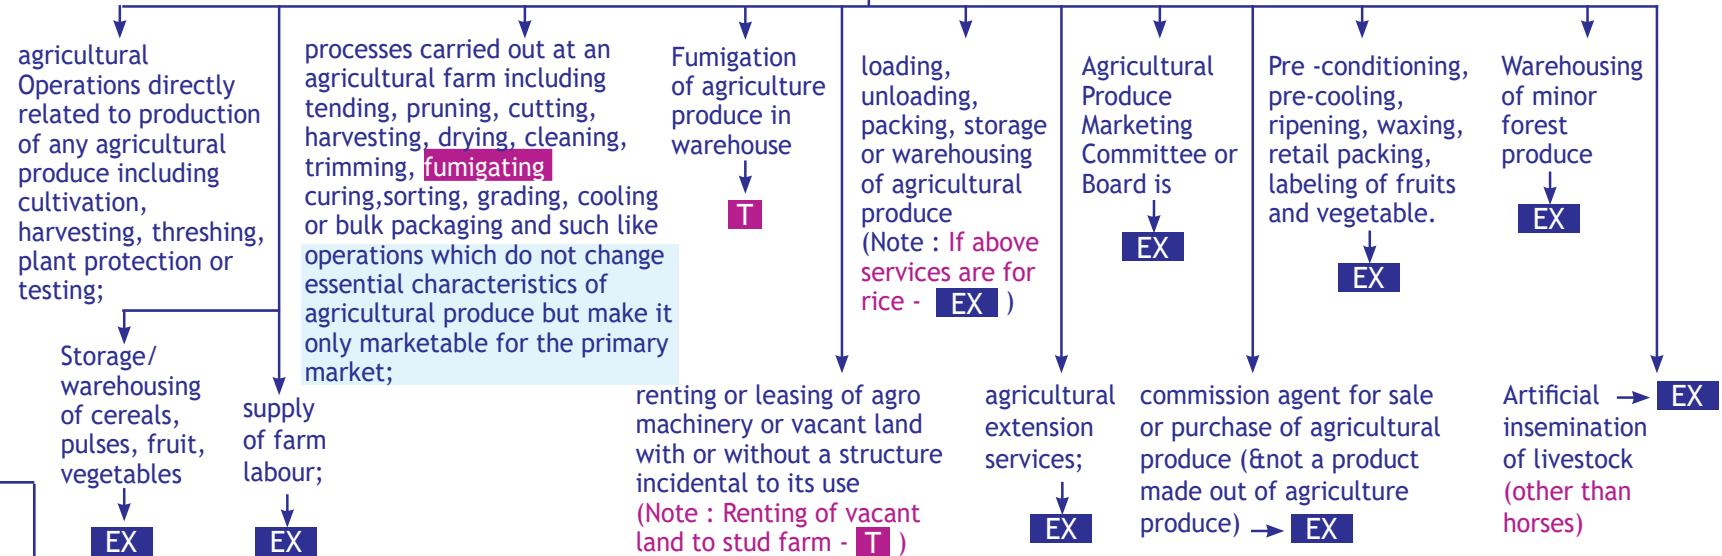 agricultural
Operations directly
related to production
of any agricultural
produce including
cultivation,
harvesting, threshing,
plant protection or
testing;
Storage/
warehousing
of cereals,
pulses, fruit,
vegetables
EX
supply
of farm
labour;
EX
processes carried out at an
agricultural farm including
tending, pruning, cutting,
harvesting, drying, cleaning,
trimming, fumigating
curing,sorting, grading, cooling
or bulk packaging and such like
operations which do not change
essential characteristics of
agricultural produce but make it
only marketable for the primary
market;
Fumigation
of agriculture
produce in
warehouse
T
renting or leasing of agro
machinery or vacant land
with or without a structure
incidental to its use
(Note : Renting of vacant
land to stud farm - T )
loading,
unloading,
packing, storage
or warehousing
of agricultural
produce
(Note : If above
services are for
rice - EX )
agricultural
extension
services;
EX
Agricultural
Produce
Marketing
Committee or
Board is
EX
commission agent for sale
or purchase of agricultural
produce (&not a product
made out of agriculture
produce) EX
Pre -conditioning,
pre-cooling,
ripening, waxing,
retail packing,
labeling of fruits
and vegetable.
EX
Warehousing
of minor
forest
produce
EX
Artificial EX
insemination
of livestock
(other than
horses)